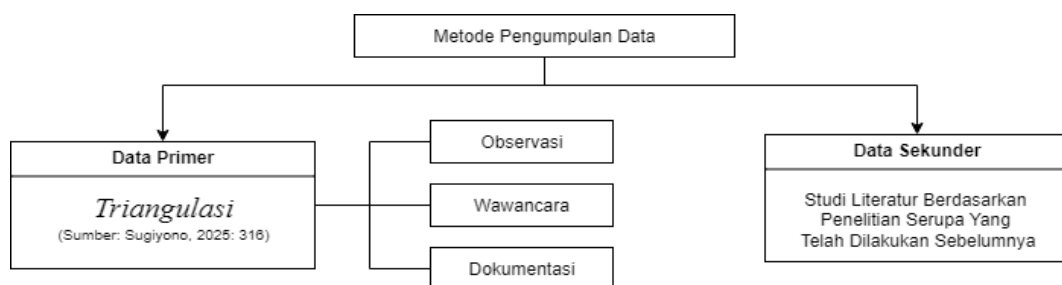 Metode Pengumpulan Data
Data Primer
Triangulasi
(Sumber: Sugiyono, 2025: 316)
Observasi
Wawancara
Dokumentasi
Data Sekunder
Studi Literatur Berdasarkan
Penelitian Serupa Yang
Telah Dilakukan Sebelumnya